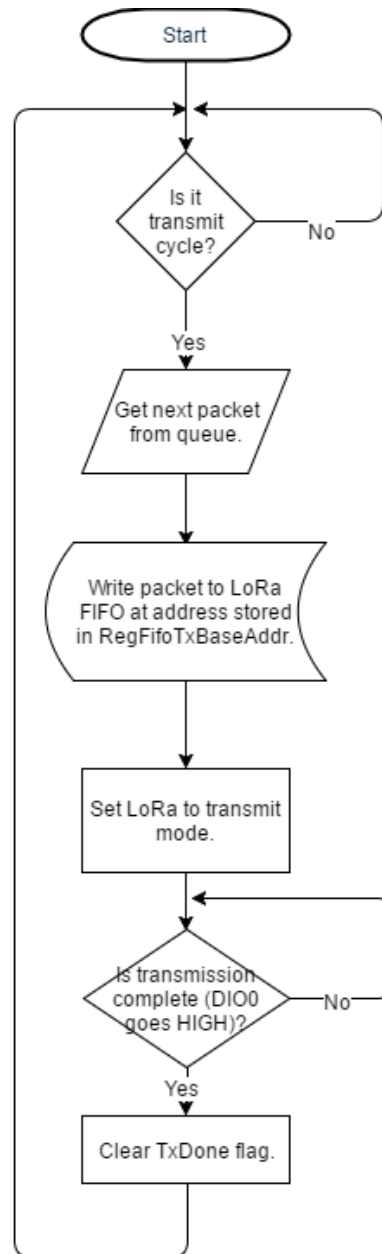 Start
Is it
transmit
cycle?
No
Yes
Get next packet
from queue.
Write packet to LoRa
FIFO at address stored
in RegFifoTxBaseAddr.
Set LoRa to transmit
mode.
Is transmission
complete (DIO0
goes HIGH)?
No
Yes
Clear TxDone flag.